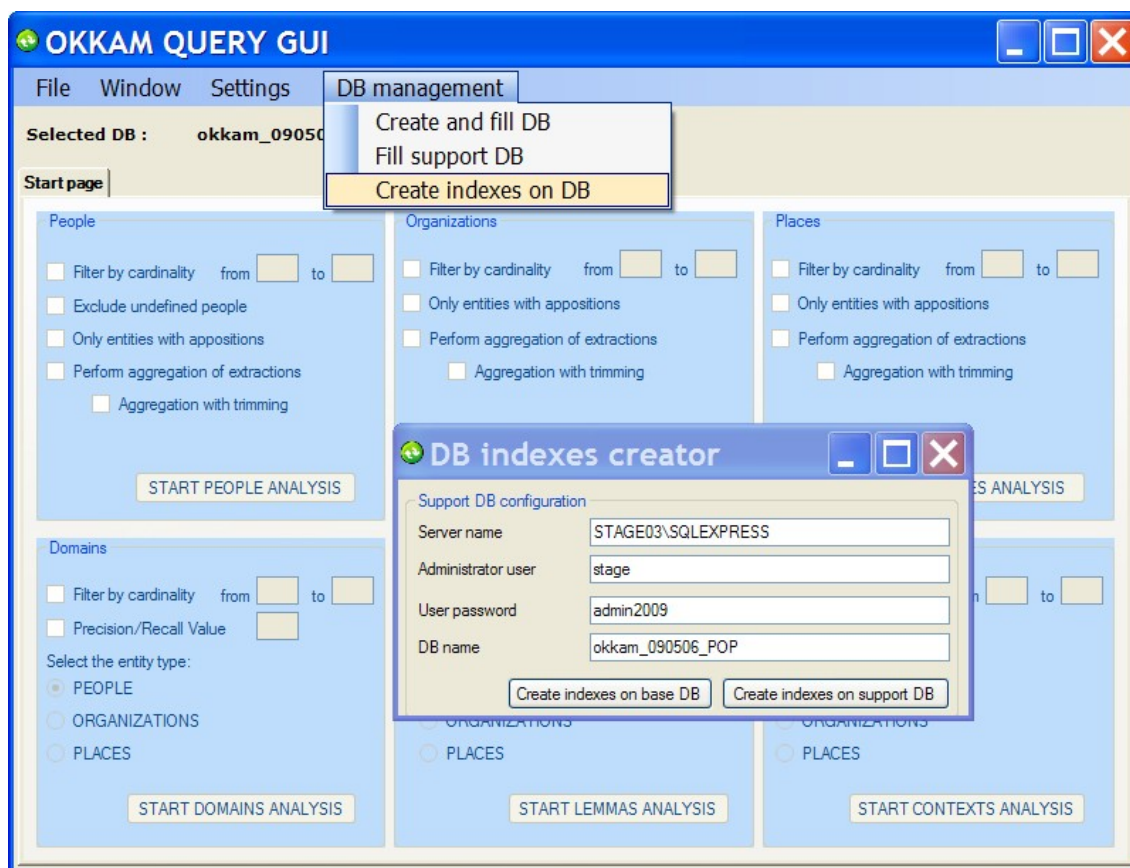 OKKAM QUERY GUI
File Window Settings DB management
Create and fill DB
Fill support DB
Create indexes on DB
Selected DB : okkam_0905
Start page
People
Filter by cardinality from to
Exclude undefined people
Only entities with appositions
Perform aggregation of extractions
Aggregation with trimming
START PEOPLE ANALYSIS
Organizations
Filter by cardinality from to
Only entities with appositions
Perform aggregation of extractions
Aggregation with trimming
Places
Filter by cardinality from to
Only entities with appositions
Perform aggregation of extractions
Aggregation with trimming
ANALYSIS
DB indexes creator
Support DB configuration
Server name STAGE03\SQLEXPRESS
Administrator user stage
User password admin2009
DB name okkam_090506_POP
Create indexes on base DB Create indexes on support DB
Domains
Filter by cardinality from to
Precision/Recall Value
Select the entity type:
PEOPLE
ORGANIZATIONS
PLACES
START DOMAINS ANALYSIS
ORGANIZATIONS
PLACES
START LEMMAS ANALYSIS
to
ORGANIZATIONS
PLACES
START CONTEXTS ANALYSIS